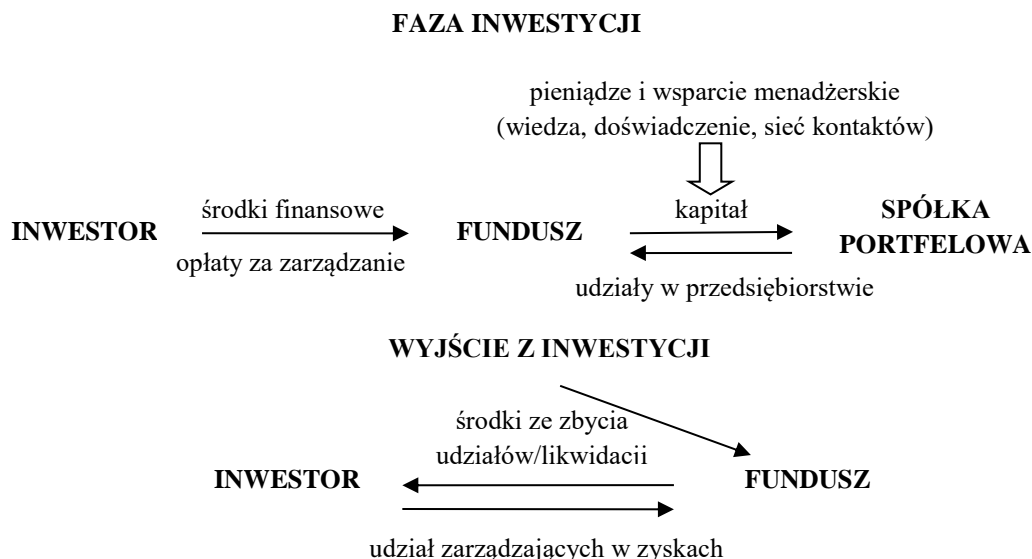 FAZA INWESTYCJI
pieniądze i wsparcie menadżerskie
(wiedza, doświadczenie, sieć kontaktów)
INWESTOR
środki finansowe
opłaty za zarządzanie
FUNDUSZ
kapitał
udziały w przedsiębiorstwie
SPÓŁKA
PORTFELOWA
WYJŚCIE Z INWESTYCJI
środki ze zbycia
udziałów/likwidacji
INWESTOR
FUNDUSZ
udział zarządzających w zyskach